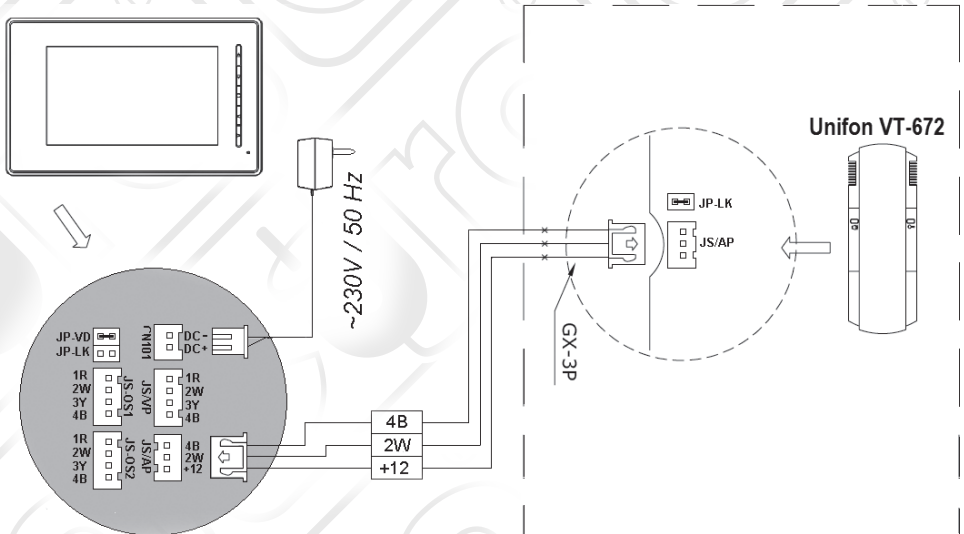 Unifon VT-672
~230V / 50 Hz
JP-LK
JS/AP
GX-3P
JP-VD
JP-LK
CN101
DC-
DC+
1R
2W
3Y
4B
JS-OS1
JS/VP
1R
2W
3Y
4B
1R
2W
3Y
4B
JS-OS2
JS/AP
4B
2W
+12
4B
2W
+12